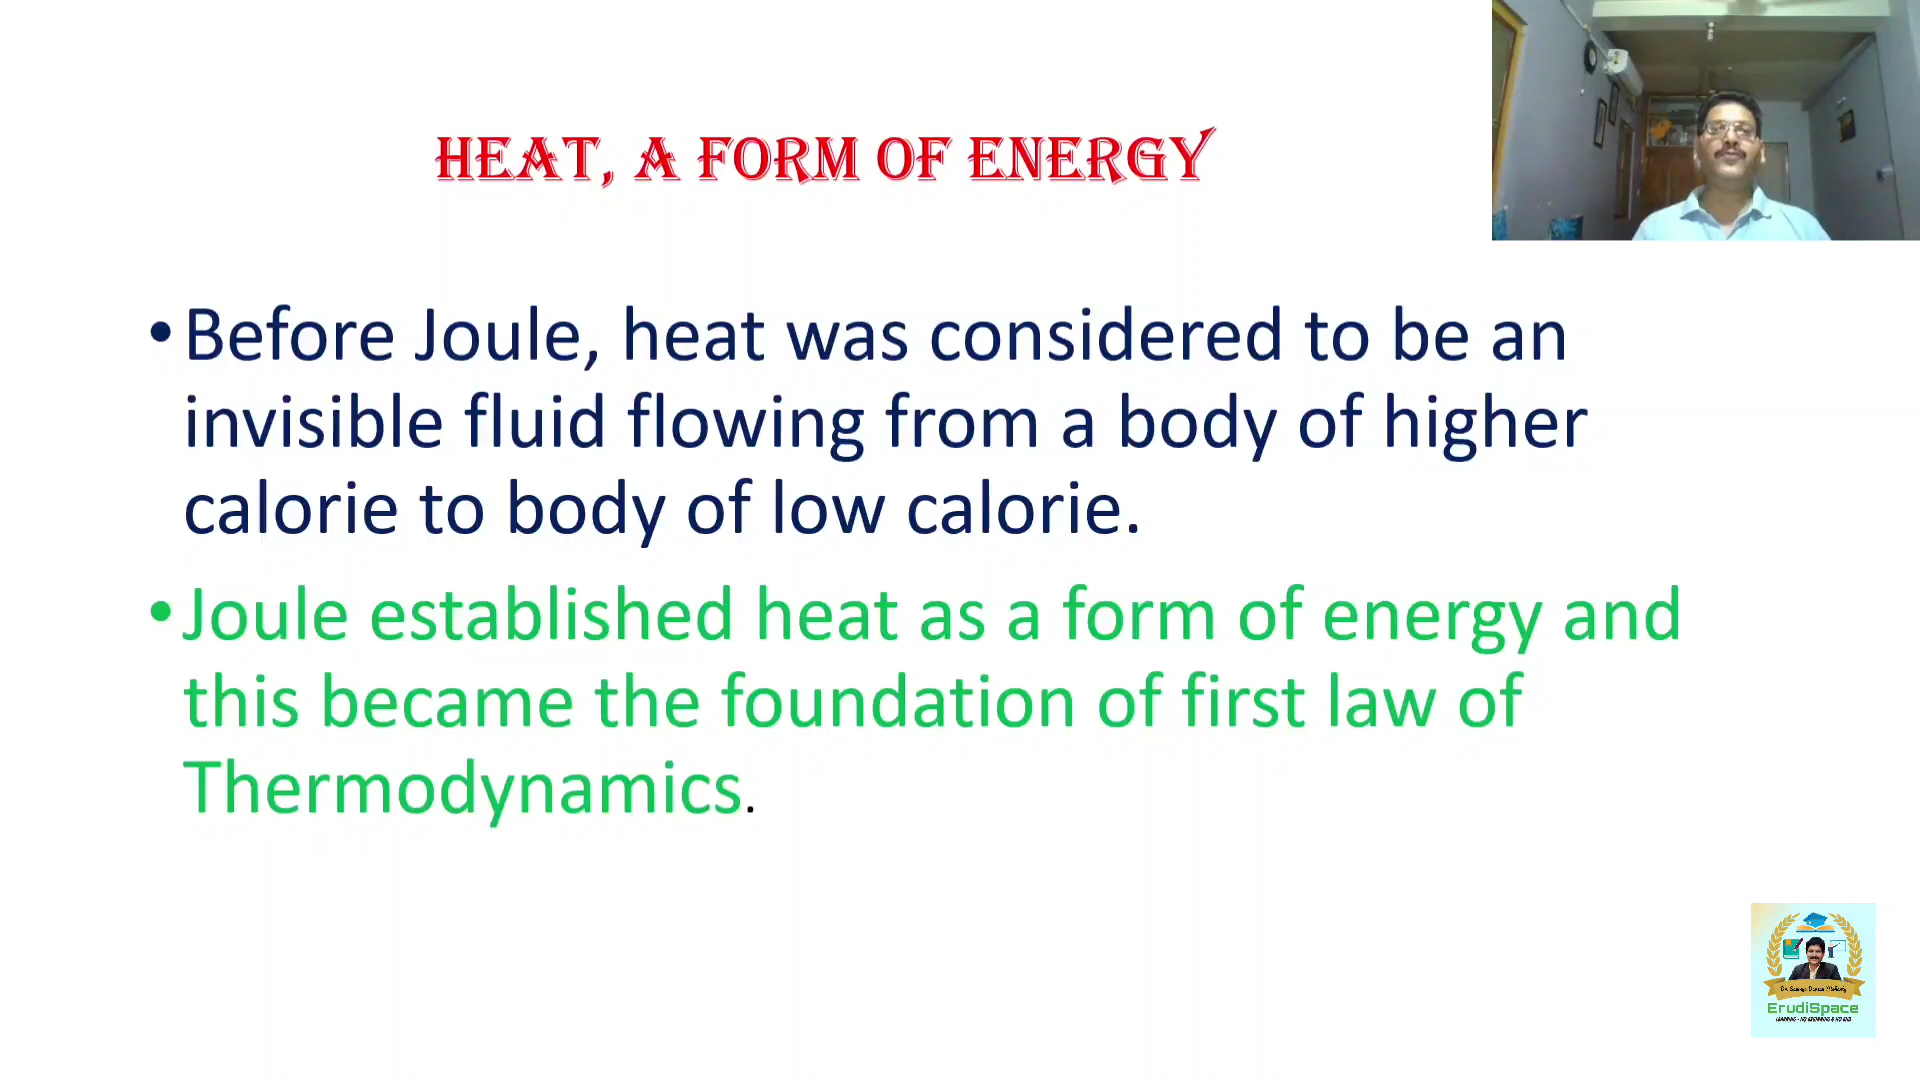 HEAT, A FORM OF ENERGY
•Before Joule, heat was considered to be an
invisible fluid flowing from a body of higher
calorie to body of low calorie.
•Joule established heat as a form of energy and
this became the foundation of first law of
Thermodynamics.
ErudiSpace